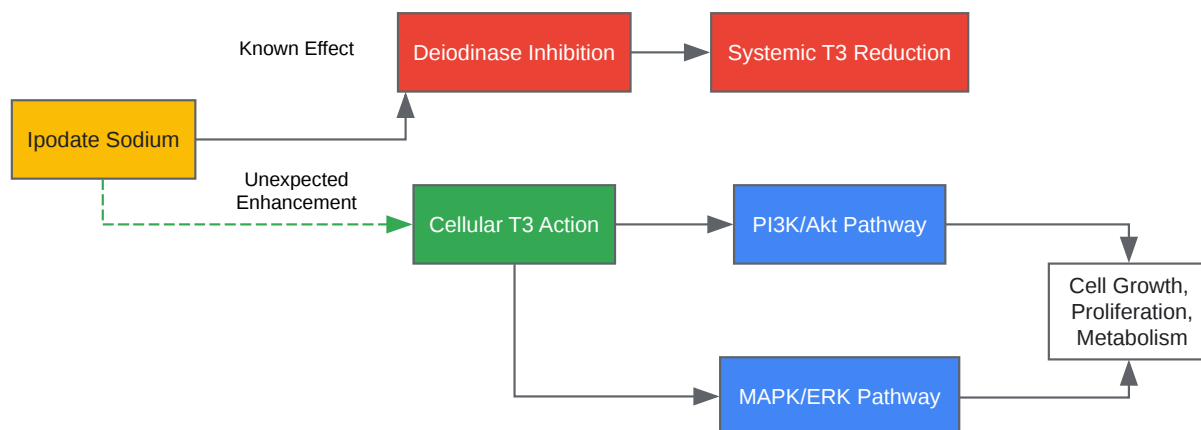 Known Effect
Deiodinase Inhibition
Systemic T3 Reduction
Ipodate Sodium
Unexpected
Enhancement
Cellular T3 Action
PI3K/Akt Pathway
Cell Growth,
Proliferation,
Metabolism
MAPK/ERK Pathway